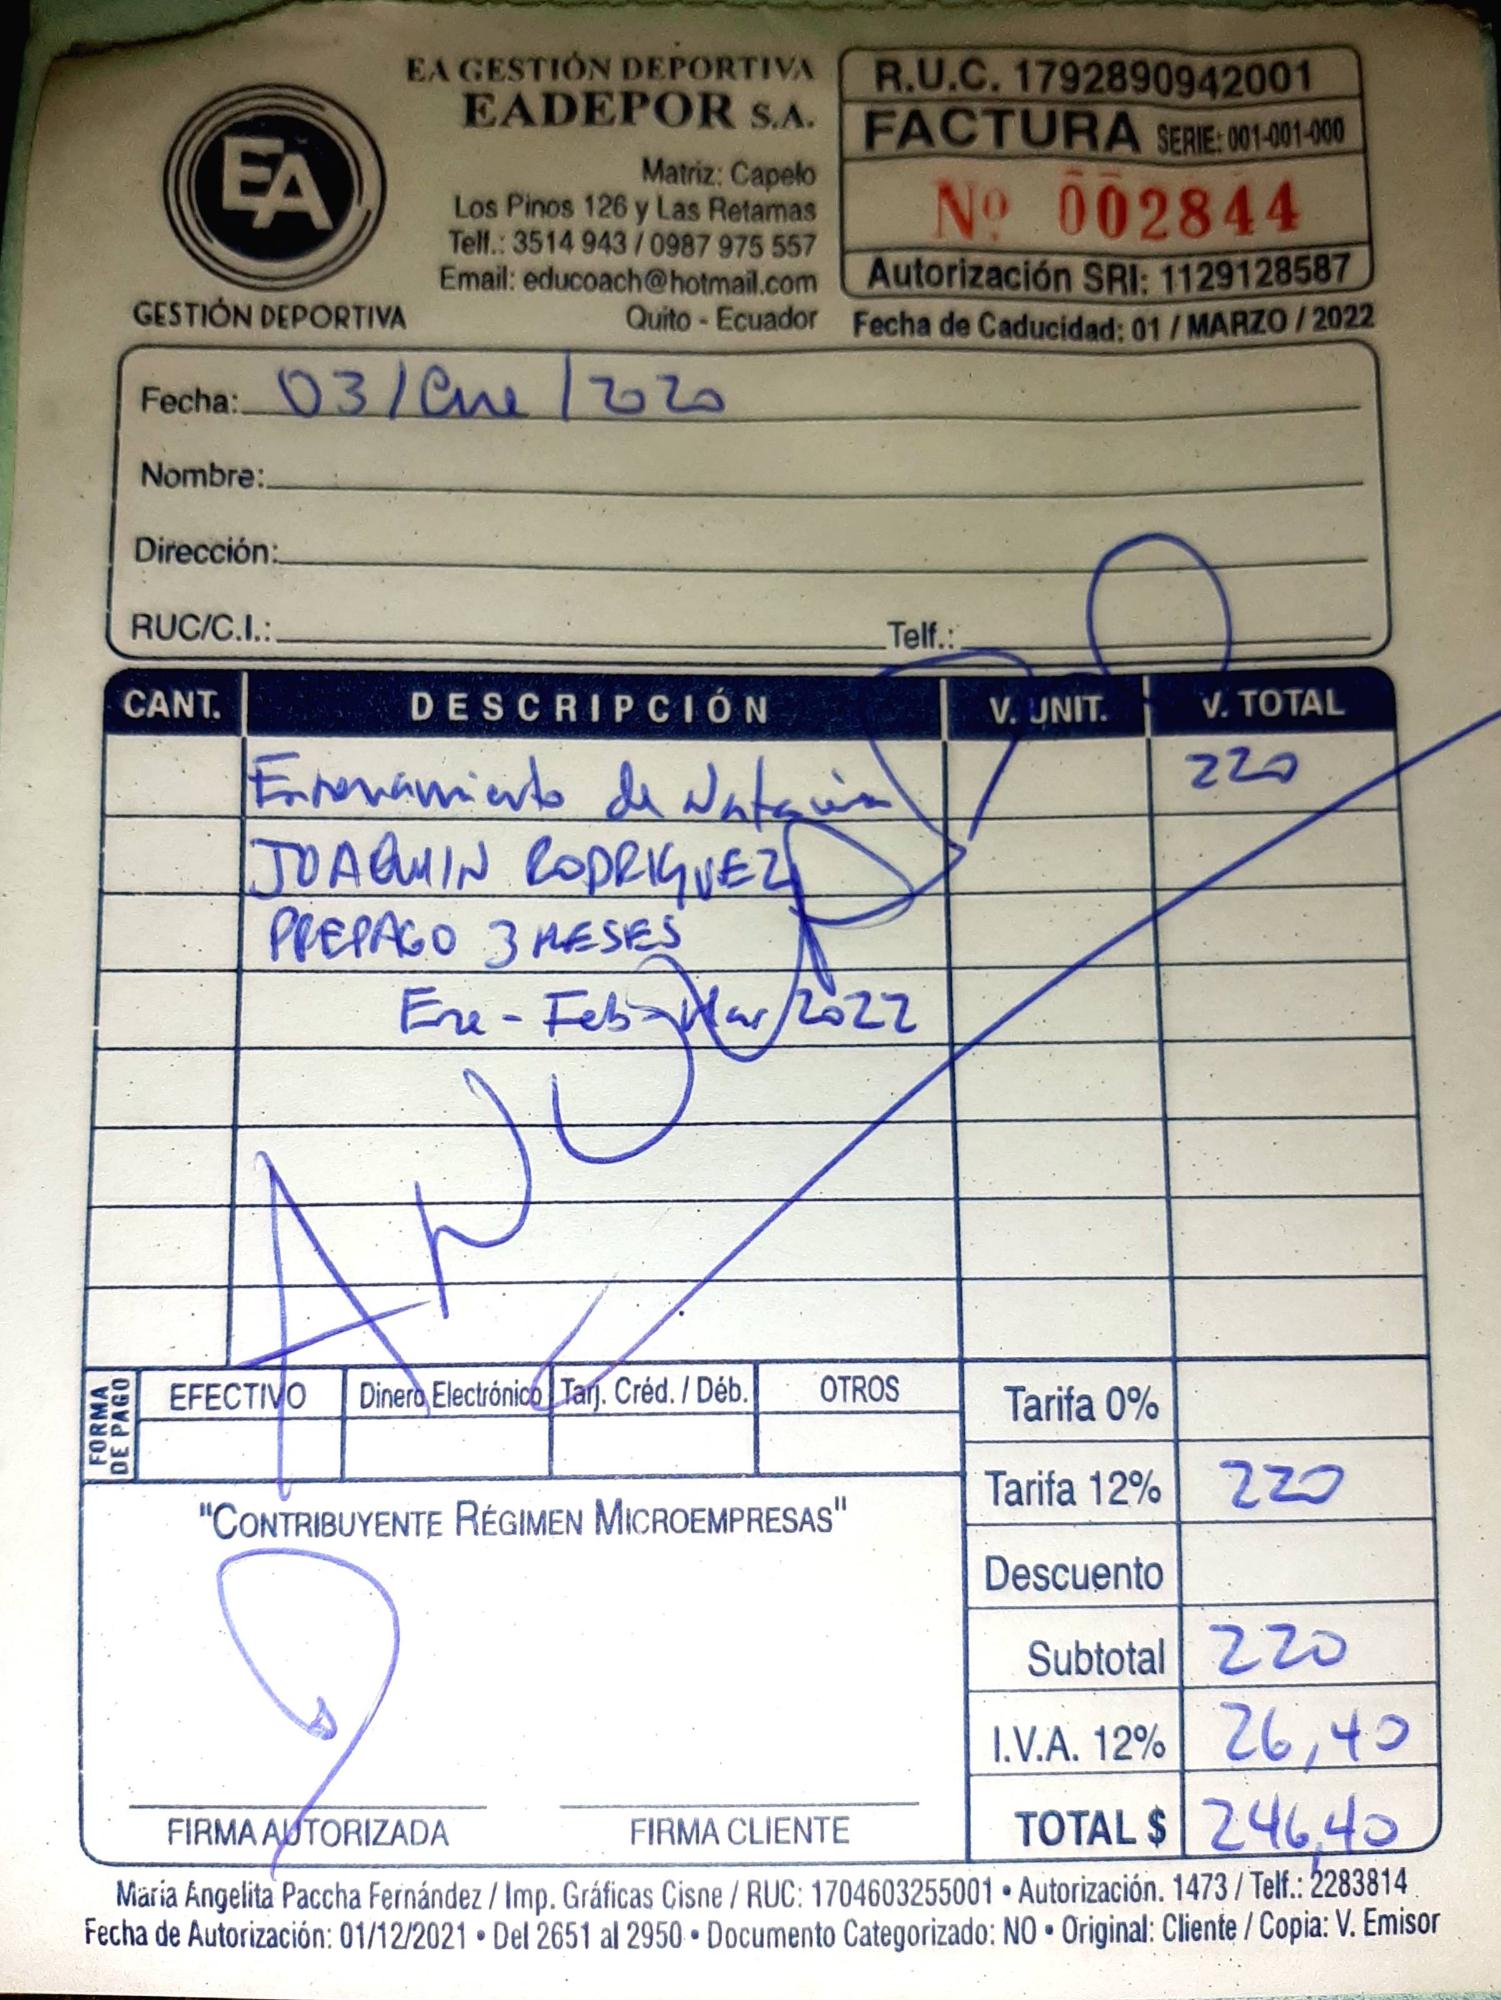 EA GESTIÓN DEPORTIVA
EADEPOR S.A.
Matriz: Capelo
Los Pinos 126 y Las Retamas
Telf.: 3514 943 / 0987 975 557
Email: educoach@hotmail.com
Quito - Ecuador
EA
GESTIÓN DEPORTIVA
R.U.C. 1792890942001
FACTURA SERIE: 001-001-000
Nº 002844
Autorización SRI: 1129128587
Fecha de Caducidad: 01 / MARZO / 2022
Fecha: 03/Ene/2020
Nombre:
Dirección:
RUC/C.I.: Telf.:
CANT. DESCRIPCIÓN V. UNIT. V. TOTAL
Entrenamiento de Natación 220
JOAQUIN RODRIGUEZ
PREPAGO 3 MESES
Ene - Feb - Mar/2022
ANULADO
FORMA DE PAGO EFECTIVO Dinero Electrónico Tarj. Créd. / Déb. OTROS
Tarifa 0%
Tarifa 12% 220
Descuento
Subtotal 220
I.V.A. 12% 26,40
TOTAL $ 246,40
"CONTRIBUYENTE RÉGIMEN MICROEMPRESAS"
FIRMA AUTORIZADA FIRMA CLIENTE
María Angelita Paccha Fernández / Imp. Gráficas Cisne / RUC: 1704603255001 • Autorización. 1473 / Telf.: 2283814
Fecha de Autorización: 01/12/2021 • Del 2651 al 2950 • Documento Categorizado: NO • Original: Cliente / Copia: V. Emisor